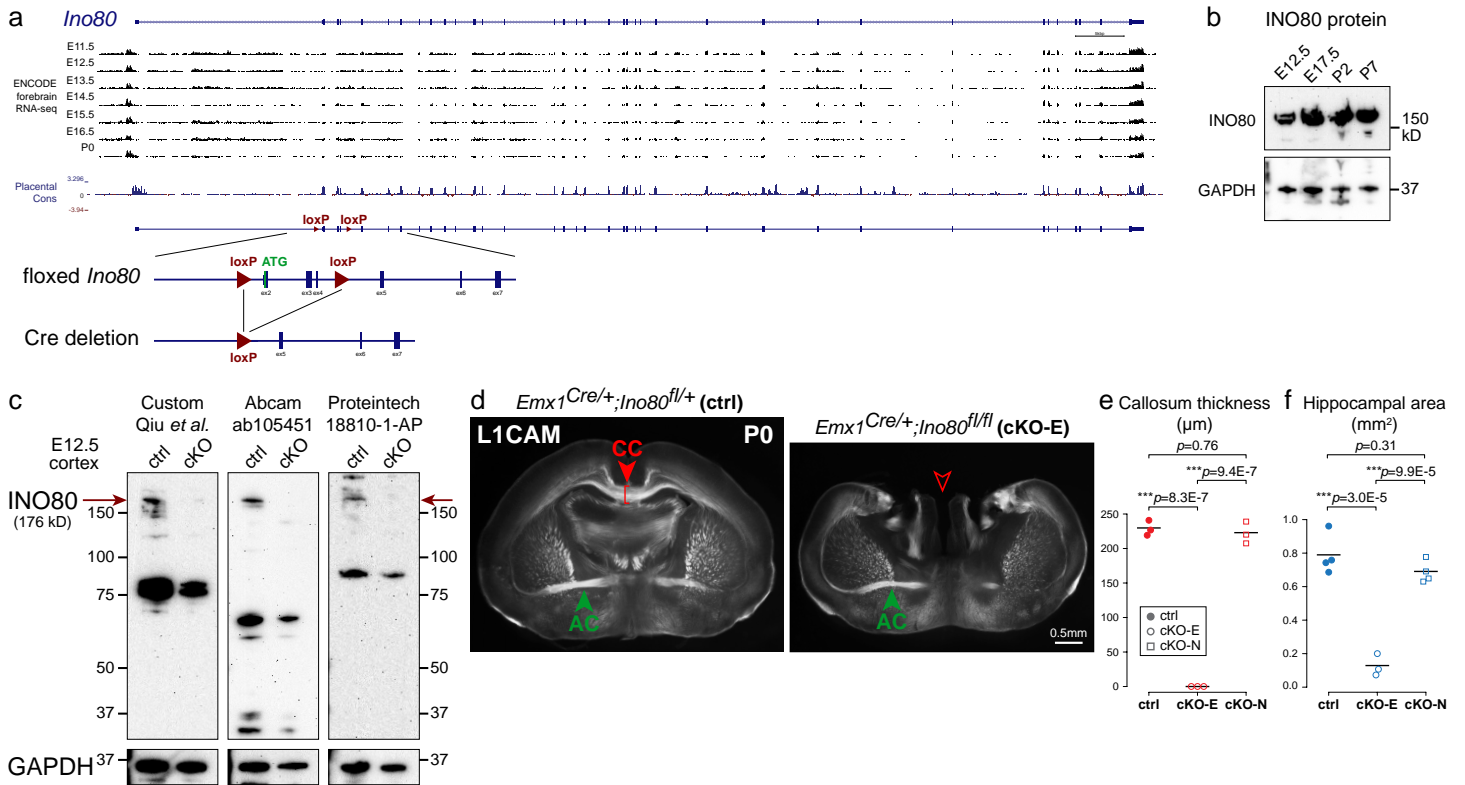 a
Ino80
E11.5
E12.5
ENCODE
forebrain
RNA-seq
E13.5
E14.5
E15.5
E16.5
P0
Placental
Cons
3.296
0
-3.94
loxP loxP
floxed Ino80
loxP ATG loxP
ex2 ex3 ex4 ex5 ex6 ex7
Cre deletion
loxP
ex5 ex6 ex7
b
INO80 protein
E12.5 E17.5 P2 P7
INO80
150
kD
GAPDH
37
c
Custom
Qiu et al.
Abcam
ab105451
Proteintech
18810-1-AP
E12.5
cortex
ctrl cKO ctrl cKO ctrl cKO
INO80
(176 kD)
150 150
100 100
75 75
50 50
37 37
GAPDH
37 37
d
Emx1Cre/+;Ino80fl/+ (ctrl)
L1CAM P0
CC
AC
Emx1Cre/+;Ino80fl/fl (cKO-E)
AC
0.5mm
e Callosum thickness
(µm)
p=0.76
***p=9.4E-7
***p=8.3E-7
250
200
150
100
50
0
ctrl
cKO-E
cKO-N
ctrl cKO-E cKO-N
f Hippocampal area
(mm2)
p=0.31
***p=9.9E-5
***p=3.0E-5
1.0
0.8
0.6
0.4
0.2
0.0
ctrl cKO-E cKO-N